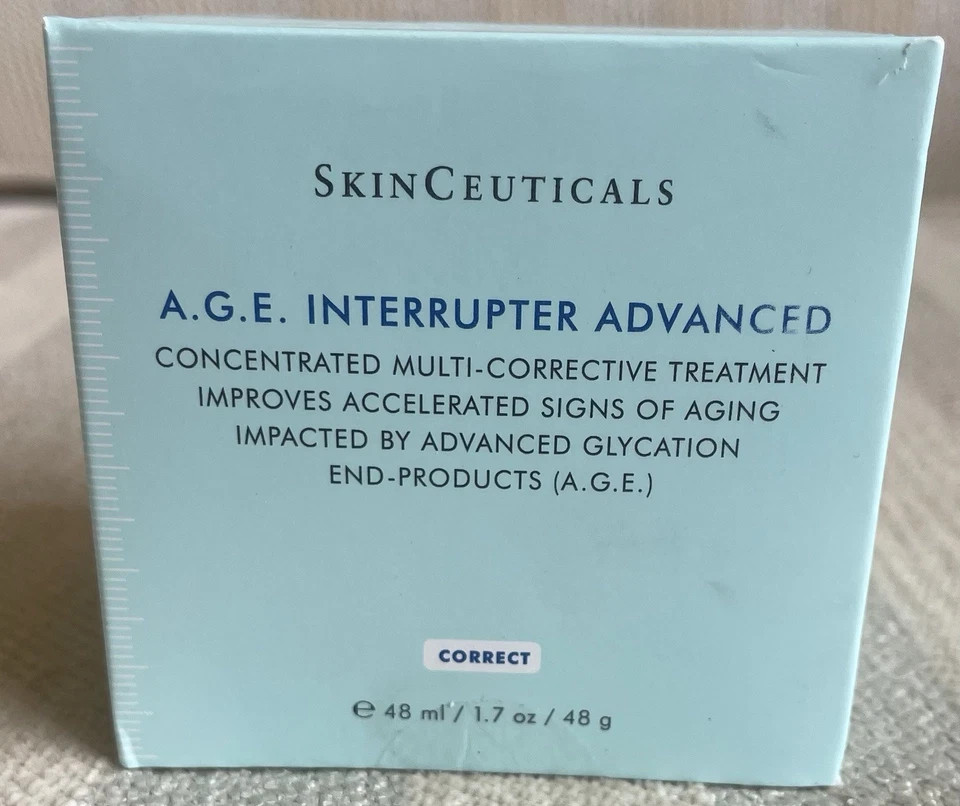 SKINCEUTICALS
A.G.E. INTERRUPTER ADVANCED
CONCENTRATED MULTI-CORRECTIVE TREATMENT
IMPROVES ACCELERATED SIGNS OF AGING
IMPACTED BY ADVANCED GLYCATION
END-PRODUCTS (A.G.E.)
CORRECT
℮ 48 ml / 1.7 oz / 48 g